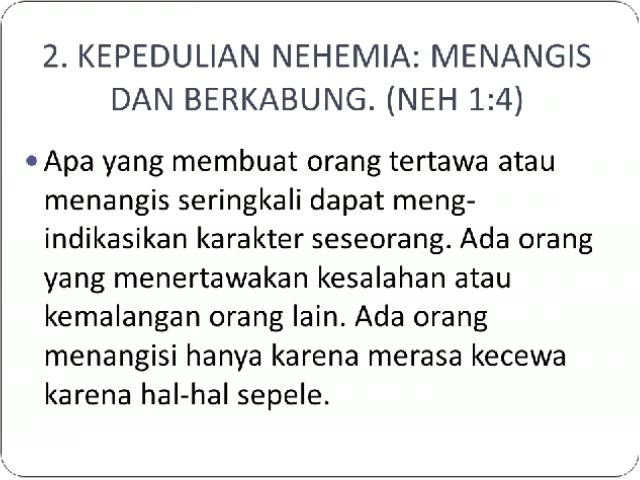 2. KEPEDULIAN NEHEMIA: MENANGIS
DAN BERKABUNG. (NEH 1:4)
• Apa yang membuat orang tertawa atau
menangis seringkali dapat meng-
indikasikan karakter seseorang. Ada orang
yang menertawakan kesalahan atau
kemalangan orang lain. Ada orang
menangisi hanya karena merasa kecewa
karena hal-hal sepele.